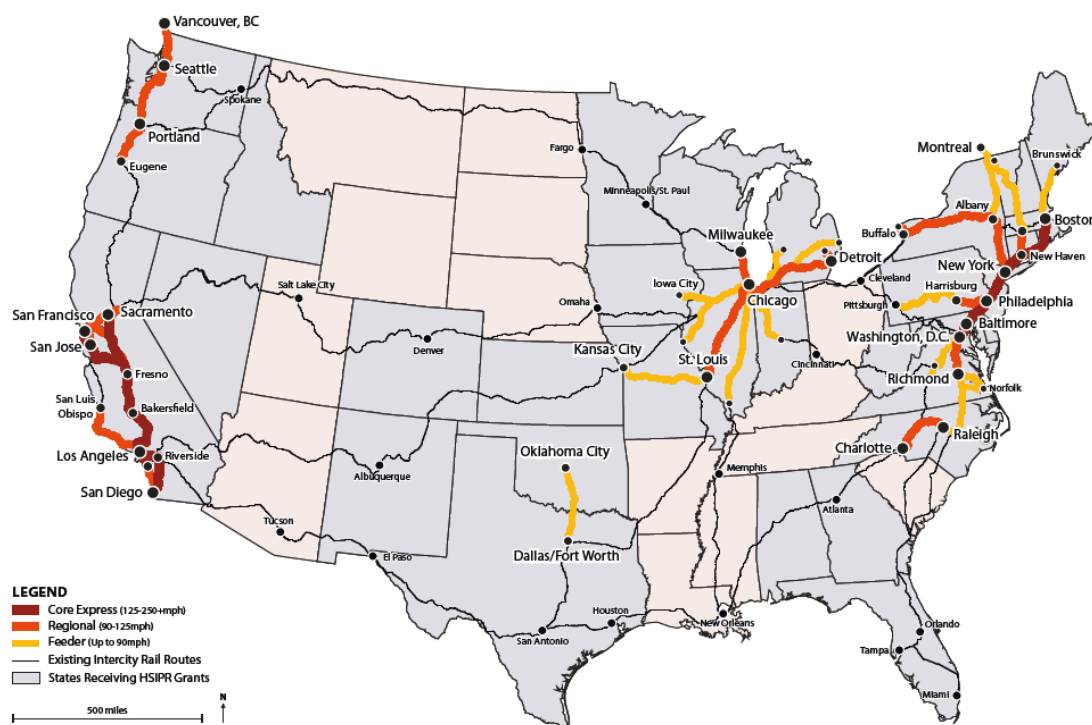 Vancouver, BC
Seattle
Spokane
Portland
Eugene
Fargo
Minneapolis/St. Paul
Montreal
Brunswick
Albany
Boston
Buffalo
New Haven
Milwaukee
Detroit
Cleveland
New York
Harrisburg
Pittsburgh
Philadelphia
Baltimore
Washington, D.C.
Iowa City
Chicago
Salt Lake City
Omaha
San Francisco
Sacramento
San Jose
Denver
Kansas City
St. Louis
Cincinnati
Richmond
Norfolk
Fresno
San Luis
Obispo
Bakersfield
Los Angeles
Riverside
San Diego
Albuquerque
Oklahoma City
Memphis
Charlotte
Raleigh
Atlanta
Tucson
El Paso
Dallas/Fort Worth
Houston
San Antonio
New Orleans
Orlando
Tampa
Miami
LEGEND
Core Express (125-250+mph)
Regional (90-125mph)
Feeder (Up to 90mph)
Existing Intercity Rail Routes
States Receiving HSIPR Grants
500 miles
N